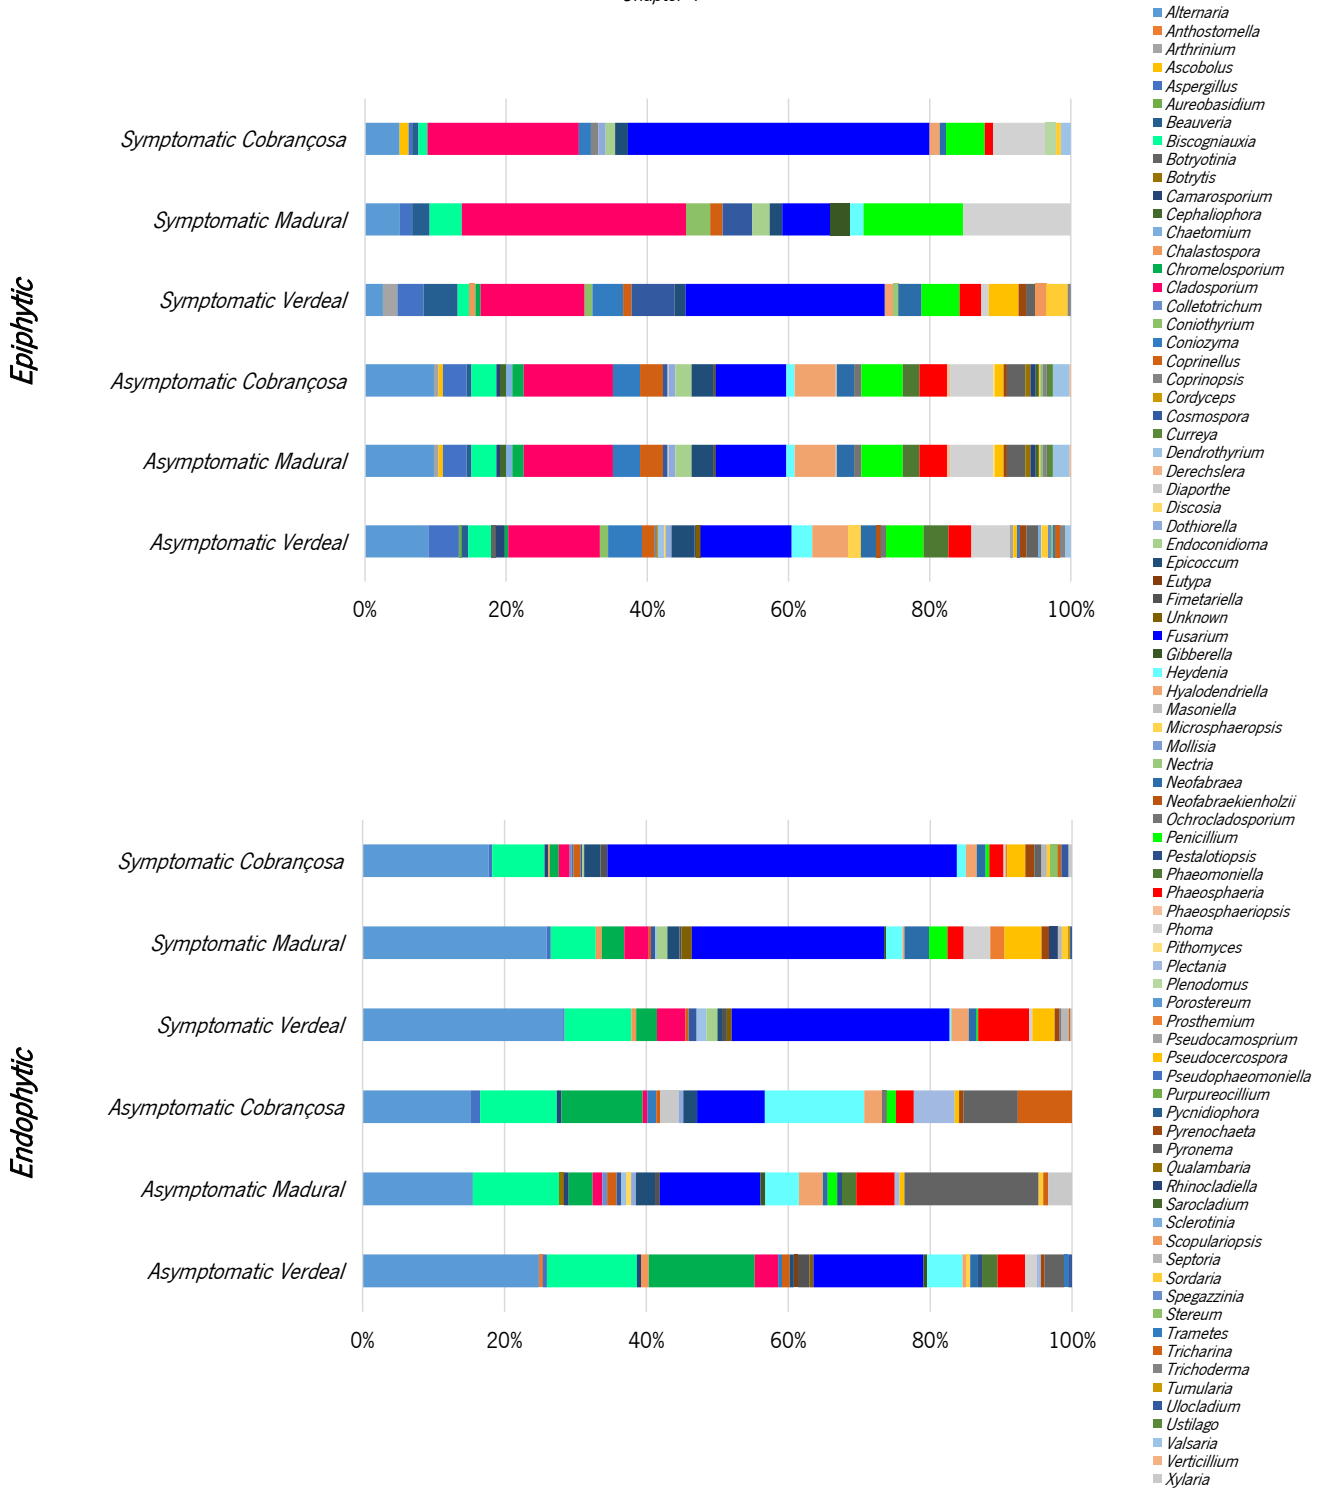 Epiphytic
Symptomatic Cobrançosa
Symptomatic Madural
Symptomatic Verdeal
Asymptomatic Cobrançosa
Asymptomatic Madural
Asymptomatic Verdeal
0% 20% 40% 60% 80% 100%
Endophytic
Symptomatic Cobrançosa
Symptomatic Madural
Symptomatic Verdeal
Asymptomatic Cobrançosa
Asymptomatic Madural
Asymptomatic Verdeal
0% 20% 40% 60% 80% 100%
Alternaria
Anthostomella
Arthrinium
Ascobolus
Aspergillus
Aureobasidium
Beauveria
Biscogniauxia
Botryotinia
Botrytis
Camarosporium
Cephaliophora
Chaetomium
Chalastospora
Chromelosporium
Cladosporium
Colletotrichum
Coniothyrium
Coniozyma
Coprinellus
Coprinopsis
Cordyceps
Cosmospora
Curreya
Dendrothyrium
Derechslera
Diaporthe
Discosia
Dothiorella
Endoconidioma
Epicoccum
Eutypa
Fimetariella
Unknown
Fusarium
Gibberella
Heydenia
Hyalodendriella
Masoniella
Microsphaeropsis
Mollisia
Nectria
Neofabraea
Neofabraekienholzii
Ochrocladosporium
Penicillium
Pestalotiopsis
Phaeomoniella
Phaeosphaeria
Phaeosphaeriopsis
Phoma
Pithomyces
Plectania
Plenodomus
Porostereum
Prosthemium
Pseudocamosprium
Pseudocercospora
Pseudophaeomoniella
Purpureocillium
Pycnidiophora
Pyrenochaeta
Pyronema
Qualambaria
Rhinocladiella
Sarocladium
Sclerotinia
Scopulariopsis
Septoria
Sordaria
Spegazzinia
Stereum
Trametes
Tricharina
Trichoderma
Tumularia
Ulocladium
Ustilago
Valsaria
Verticillium
Xylaria